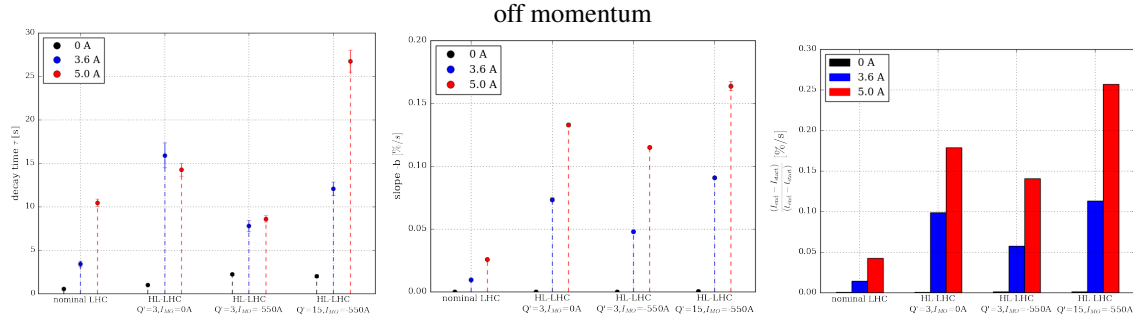 off momentum
30
25
20
15
10
5
0
decay time τ [s]
0 A
3.6 A
5.0 A
nominal LHC
HL-LHC
Q'=3,I_MO=0A
HL-LHC
Q'=3,I_MO=-550A
HL-LHC
Q'=15,I_MO=-550A
0.20
0.15
0.10
0.05
0.00
slope -b [%/s]
0 A
3.6 A
5.0 A
nominal LHC
HL-LHC
Q'=3,I_MO=0A
HL-LHC
Q'=3,I_MO=-550A
HL-LHC
Q'=15,I_MO=-550A
0.30
0.25
0.20
0.15
0.10
0.05
0.00
(I_end − I_start)/(t_end − t_start) [%/s]
0 A
3.6 A
5.0 A
nominal LHC
HL-LHC
Q'=3,I_MO=0A
HL-LHC
Q'=3,I_MO=-550A
HL-LHC
Q'=15,I_MO=-550A